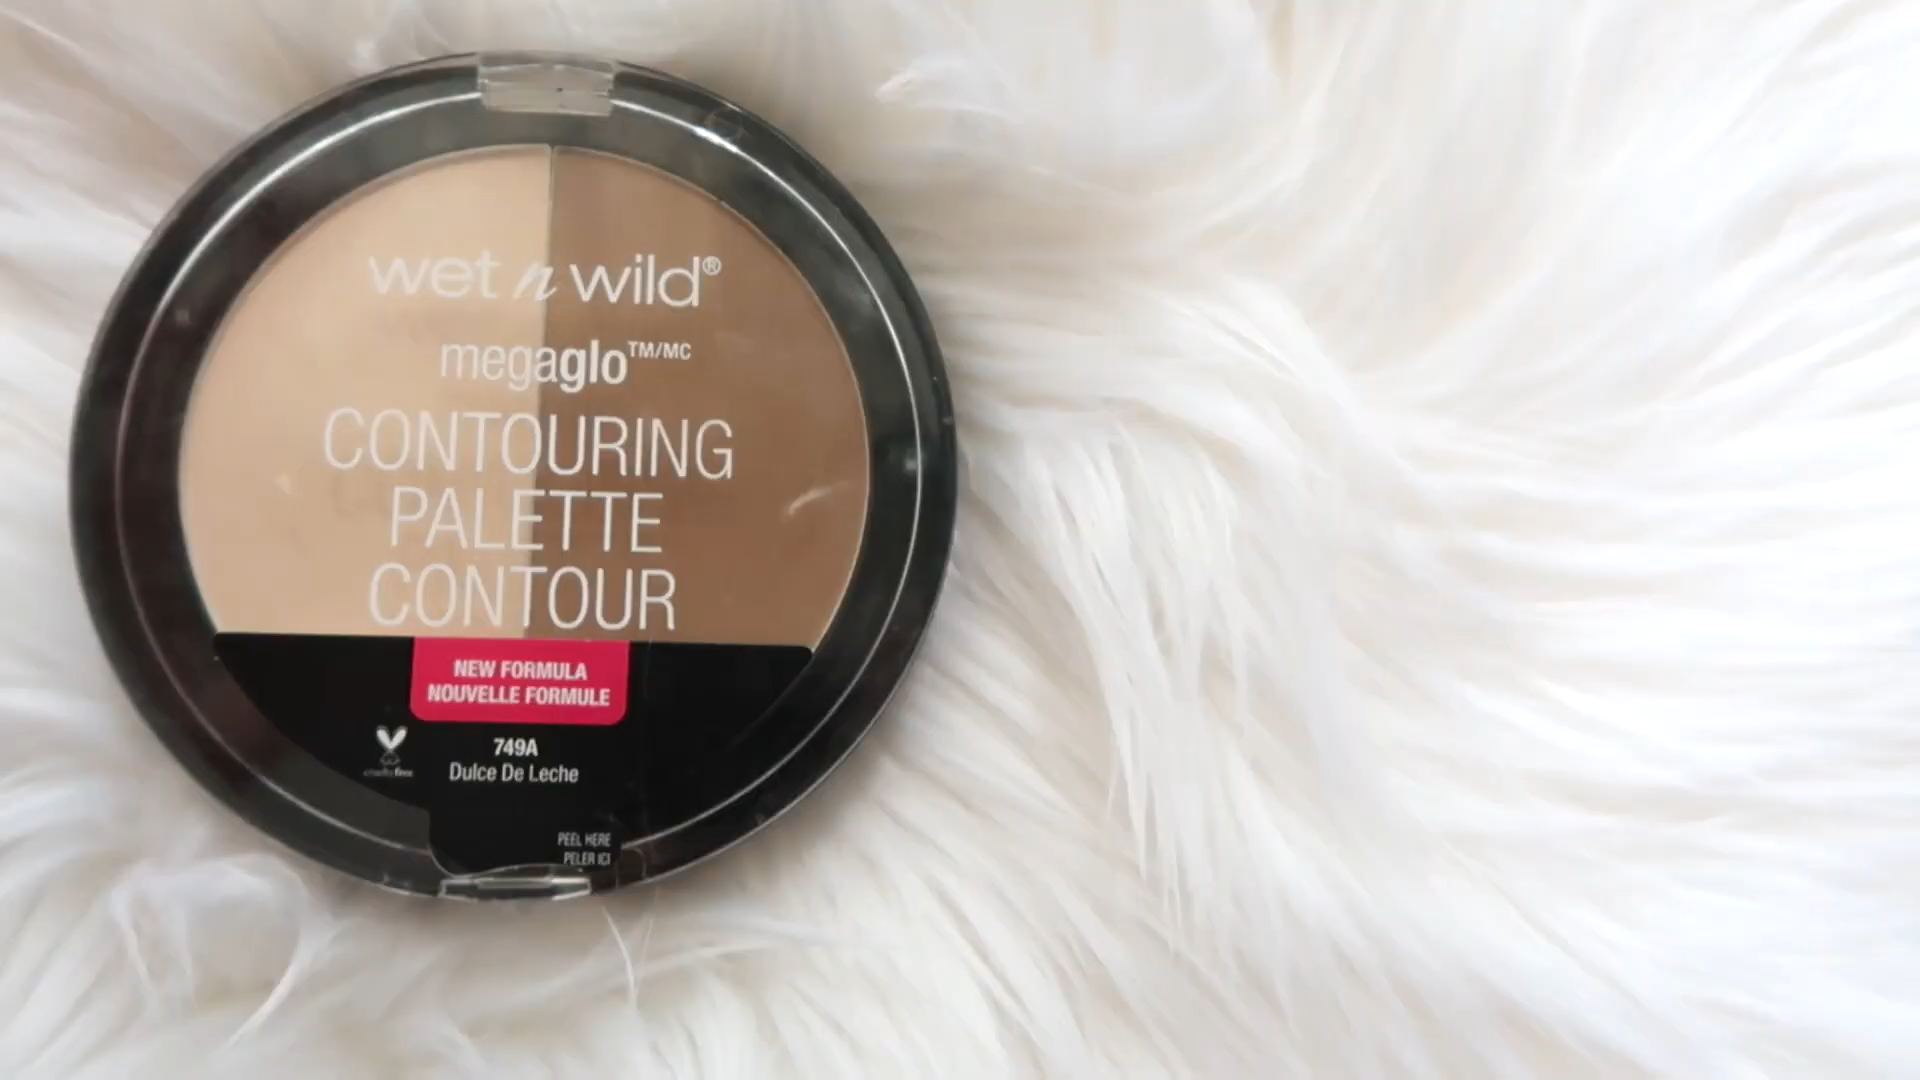 wet n wild®
megaglo™/MC
CONTOURING
PALETTE
CONTOUR
NEW FORMULA
NOUVELLE FORMULE
749A
Dulce De Leche
crueltyfree
PEEL HERE
PELER ICI